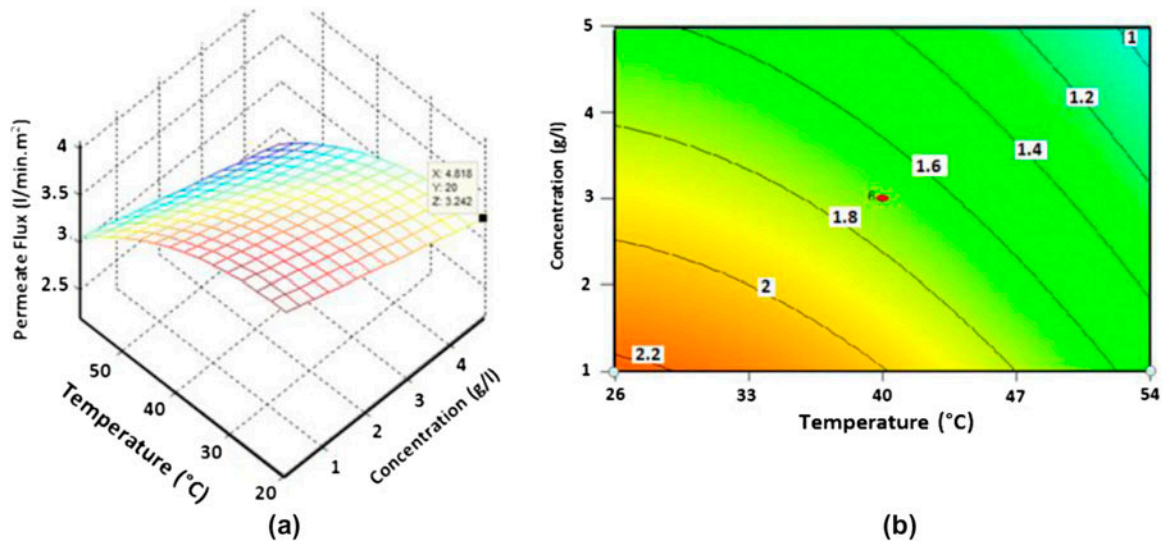 4
3.5
3
2.5
Permeate Flux (l/min.m²)
X: 4.818
Y: 20
Z: 3.242
50
40
30
20
Temperature (°C)
1
2
3
4
Concentration (g/l)
(a)
5
4
3
2
1
Concentration (g/l)
1
1.2
1.4
1.6
1.8
2
2.2
6
26 33 40 47 54
Temperature (°C)
(b)